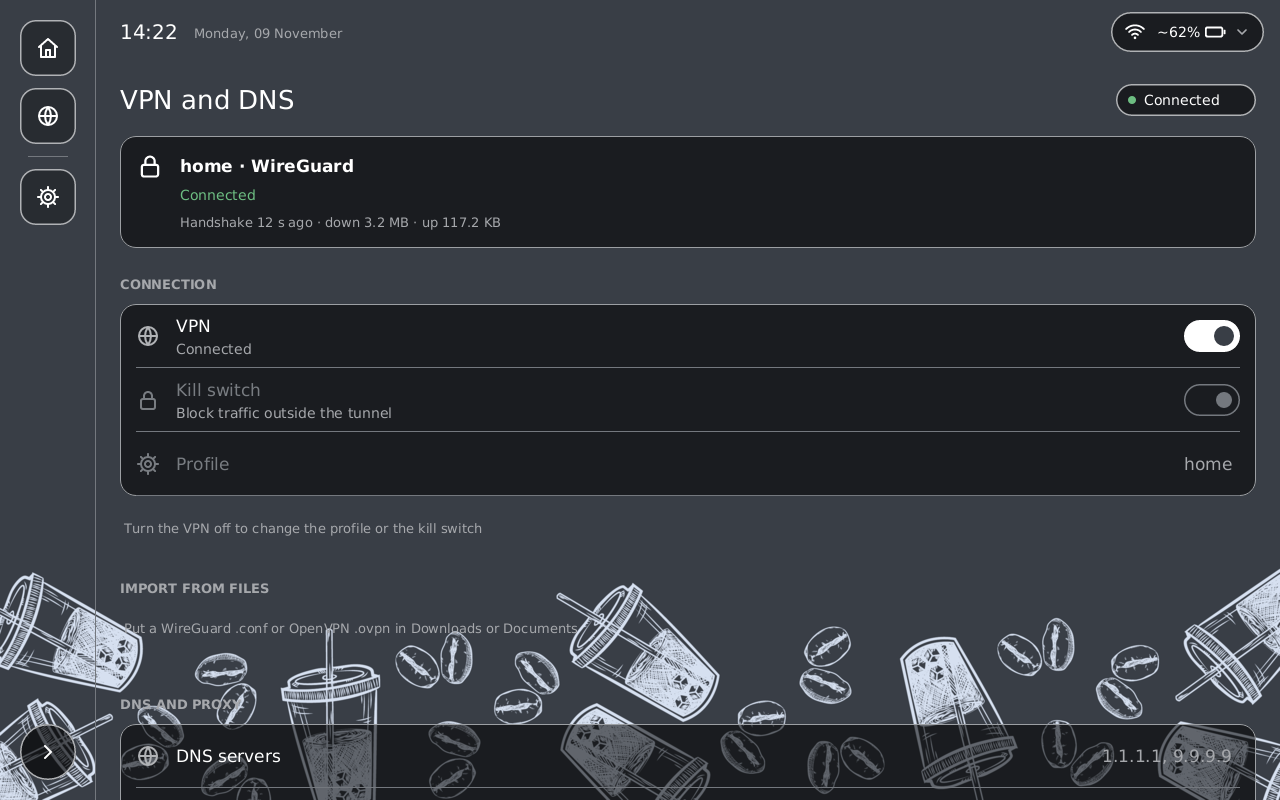 14:22 Monday, 09 November ~62%
VPN and DNS Connected
home · WireGuard
Connected
Handshake 12 s ago · down 3.2 MB · up 117.2 KB
CONNECTION
VPN
Connected
Kill switch
Block traffic outside the tunnel
Profile home
Turn the VPN off to change the profile or the kill switch
IMPORT FROM FILES
Put a WireGuard .conf or OpenVPN .ovpn in Downloads or Documents
DNS AND PROXY
DNS servers 1.1.1.1, 9.9.9.9